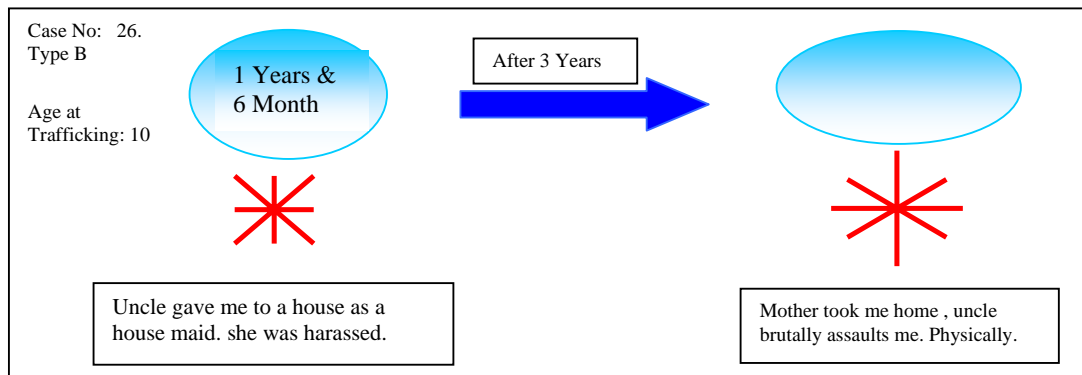 Case No: 26.
Type B
Age at
Trafficking: 10
1 Years &
6 Month
After 3 Years
Uncle gave me to a house as a
house maid. she was harassed.
Mother took me home , uncle
brutally assaults me. Physically.